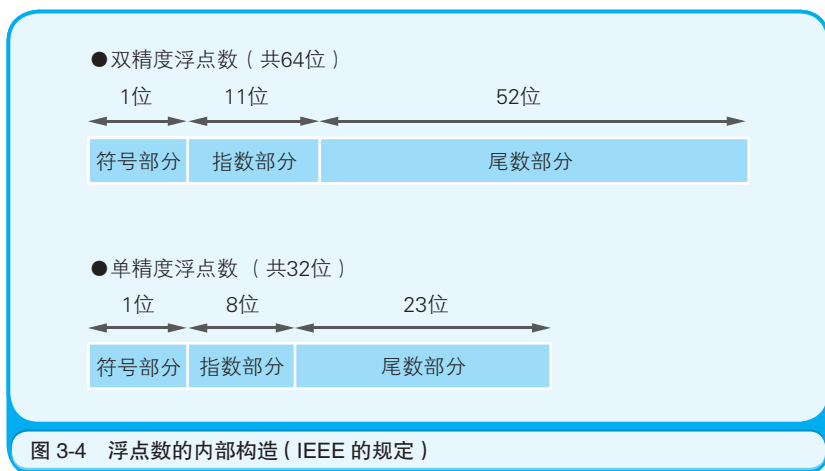 ●双精度浮点数（共64位）
1位 11位 52位
符号部分 指数部分 尾数部分
●单精度浮点数 （共32位）
1位 8位 23位
符号部分 指数部分 尾数部分
图 3-4 浮点数的内部构造（IEEE 的规定）